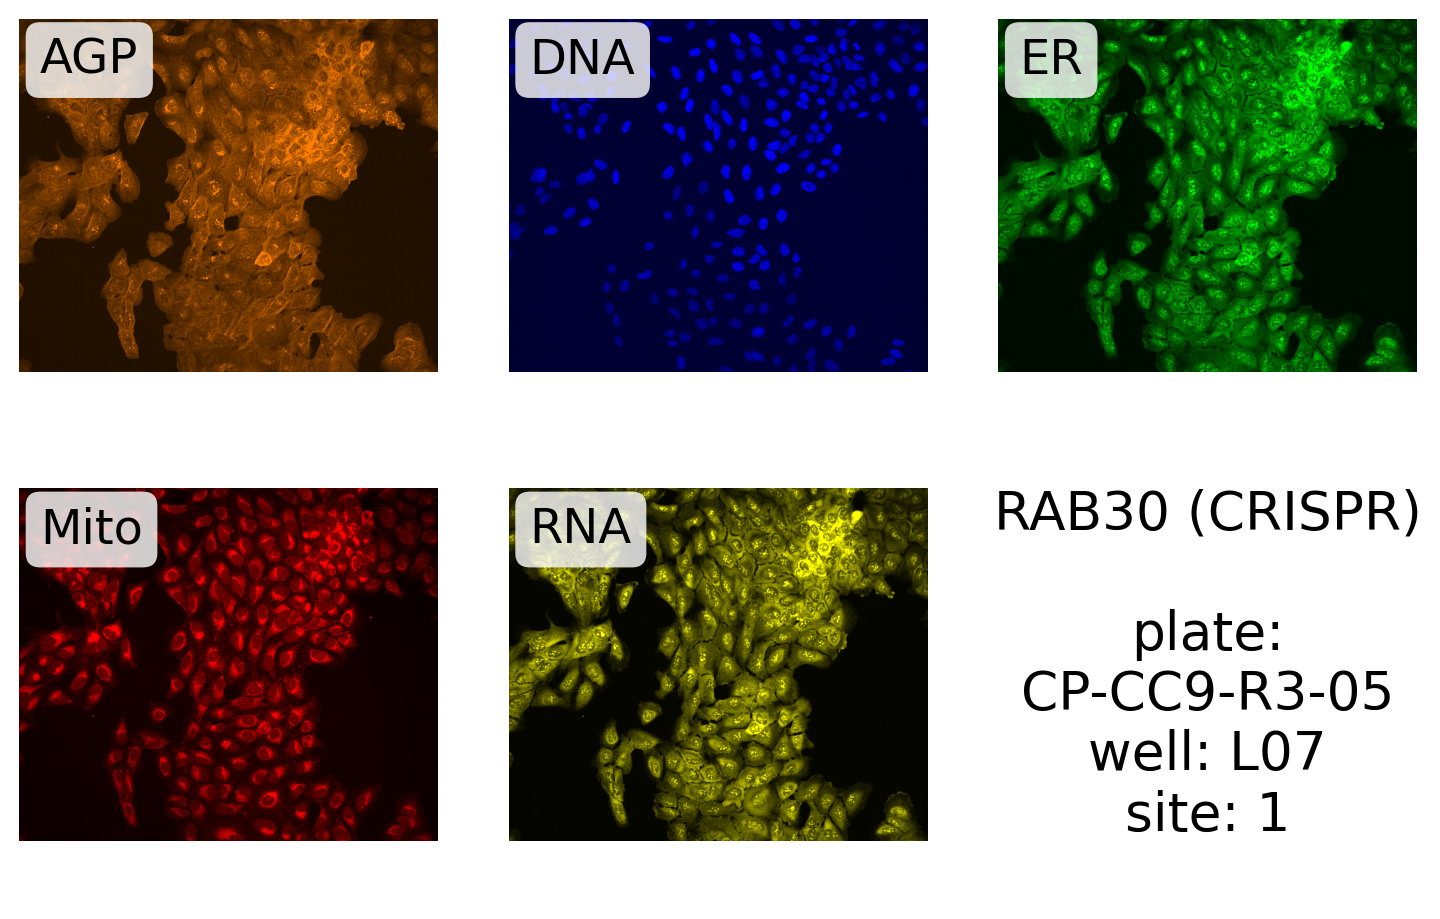 AGP
DNA
ER
Mito
RNA
RAB30 (CRISPR)
plate:
CP-CC9-R3-05
well: L07
site: 1